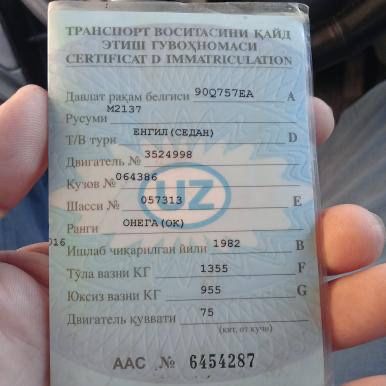 ТРАНСПОРТ ВОСИТАСИНИ ҚАЙД
ЭТИШ ГУВОҲНОМАСИ
CERTIFICAT D IMMATRICULATION
Давлат рақам белгиси 90Q757EA A
Русуми M2137
Т/В тури ЕНГИЛ(СЕДАН) D
Двигатель № 3524998
Кузов № 064386
UZ
Шасси № 057313 E
Ранги ОНЕГА(ОК)
016
Ишлаб чиқарилган йили 1982 B
Тўла вазни КГ 1355 F
Юксиз вазни КГ 955 G
Двигатель қуввати 75
(квт. от кучи)
ААС № 6454287